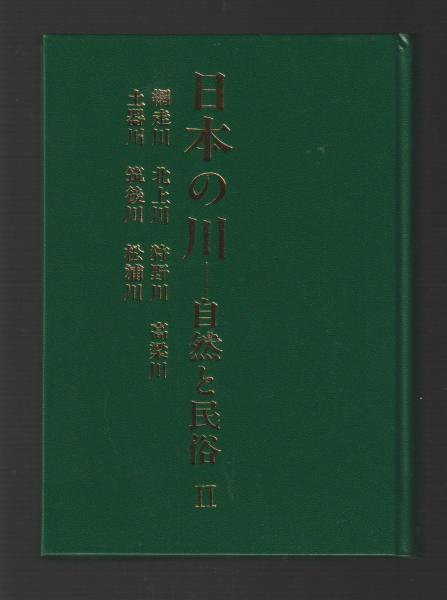 日本の川―自然と民俗 II
網走川 北上川 狩野川 高梁川
土器川 筑後川 松浦川